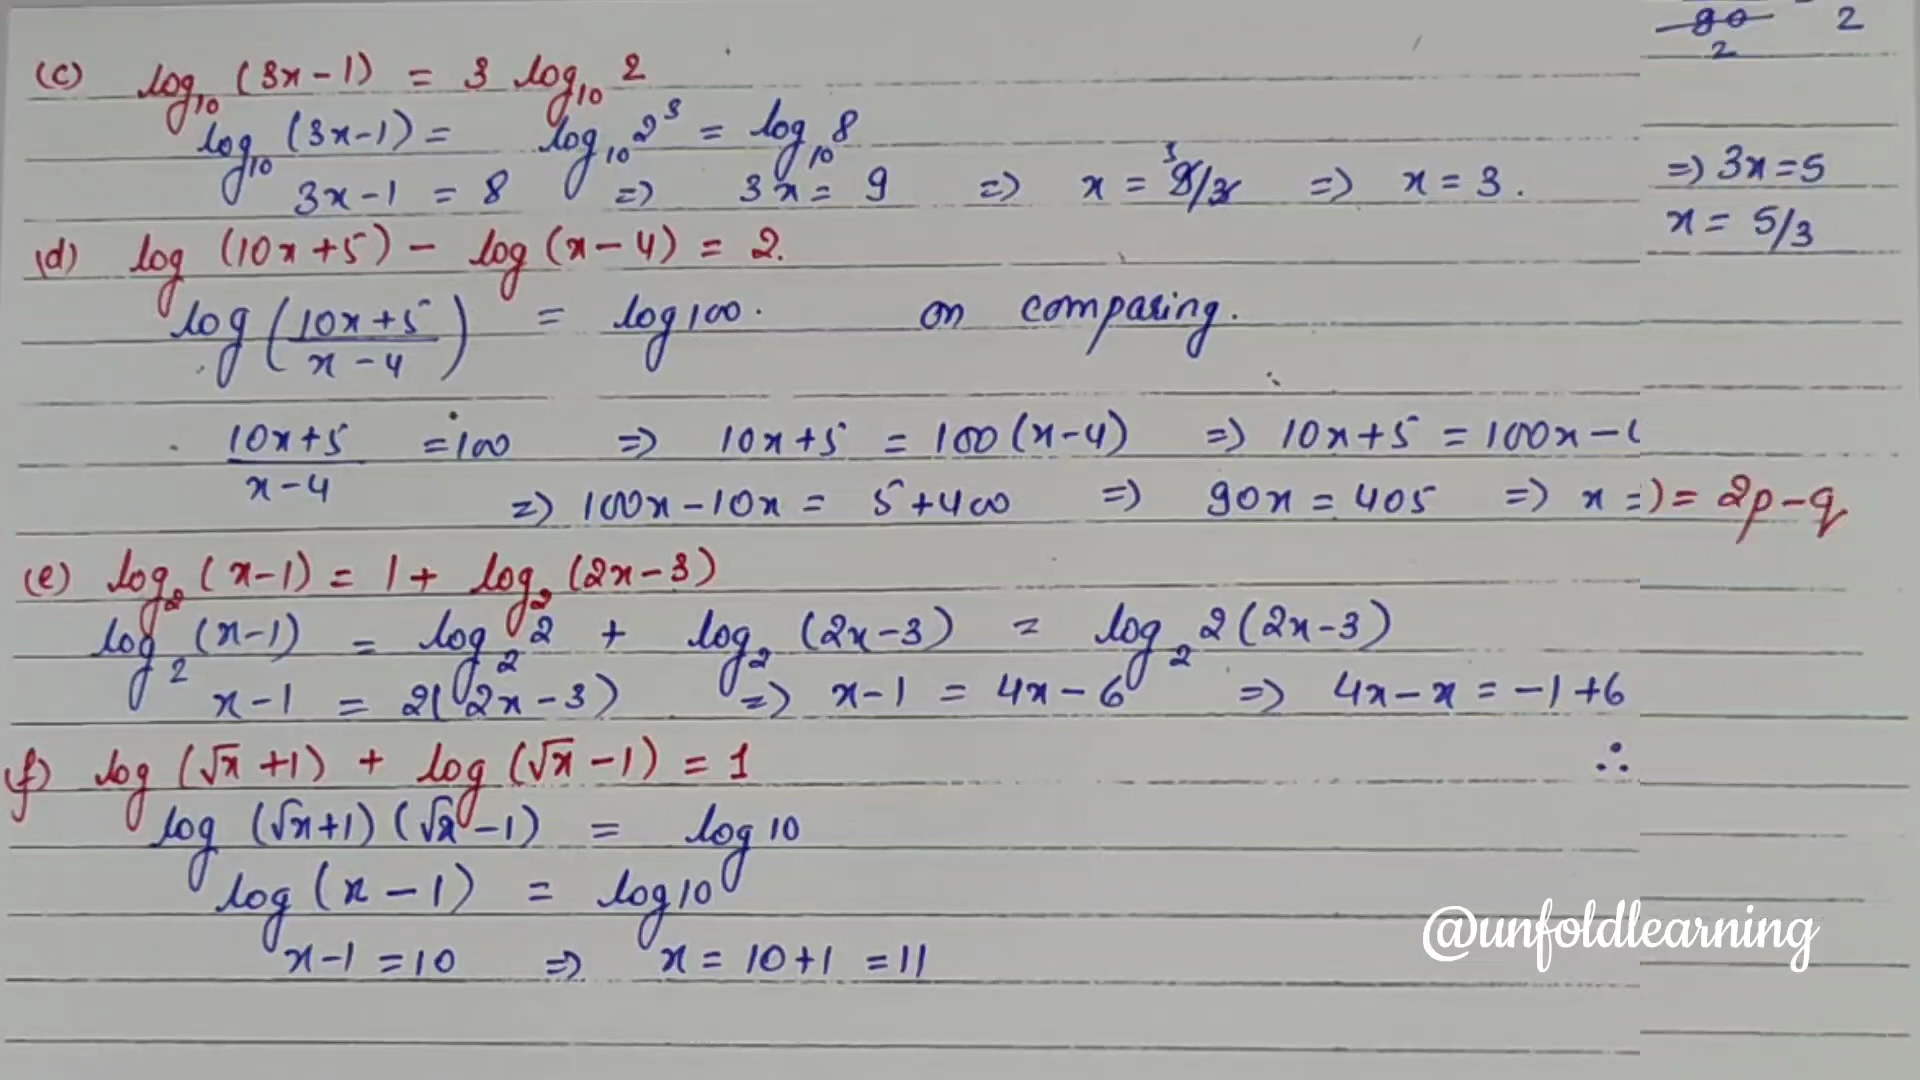 90 2
2
(c) log₁₀ (3x-1) = 3 log₁₀ 2
log₁₀ (3x-1) = log₁₀ 2³ = log₁₀ 8
3x-1 = 8 => 3x = 9 => x = 9/3 => x = 3.
=> 3x = 5
x = 5/3
(d) log (10x+5) - log (x-4) = 2.
log (10x+5 / x-4) = log 100. on comparing.
10x+5 / x-4 = 100 => 10x+5 = 100(x-4) => 10x+5 = 100x-
=> 100x-10x = 5+400 => 90x = 405 => x =
) = 2p-q
(e) log₂ (x-1) = 1 + log₂ (2x-3)
log₂ (x-1) = log₂ 2 + log₂ (2x-3) = log₂ 2(2x-3)
x-1 = 2(2x-3) => x-1 = 4x-6 => 4x-x = -1+6
∴
(f) log (√x+1) + log (√x-1) = 1
log (√x+1) (√x-1) = log 10
log (x-1) = log 10
x-1 = 10 => x = 10+1 = 11
@unfoldlearning